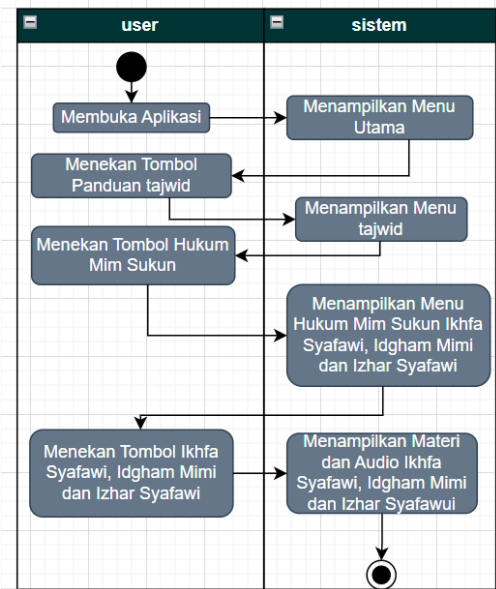 user
sistem
Membuka Aplikasi
Menampilkan Menu
Utama
Menekan Tombol
Panduan tajwid
Menampilkan Menu
tajwid
Menekan Tombol Hukum
Mim Sukun
Menampilkan Menu
Hukum Mim Sukun Ikhfa
Syafawi, Idgham Mimi
dan Izhar Syafawi
Menekan Tombol Ikhfa
Syafawi, Idgham Mimi
dan Izhar Syafawi
Menampilkan Materi
dan Audio Ikhfa
Syafawi, Idgham Mimi
dan Izhar Syafawui